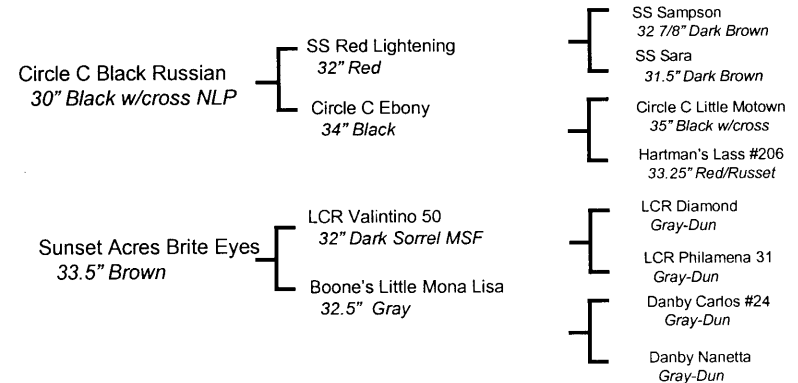 Circle C Black Russian
30” Black w/cross NLP
SS Red Lightening
32” Red
SS Sampson
32 7/8” Dark Brown
SS Sara
31.5” Dark Brown
Circle C Ebony
34” Black
Circle C Little Motown
35” Black w/cross
Hartman's Lass #206
33.25” Red/Russet
Sunset Acres Brite Eyes
33.5” Brown
LCR Valintino 50
32” Dark Sorrel MSF
LCR Diamond
Gray-Dun
LCR Philamena 31
Gray-Dun
Boone's Little Mona Lisa
32.5” Gray
Danby Carlos #24
Gray-Dun
Danby Nanetta
Gray-Dun